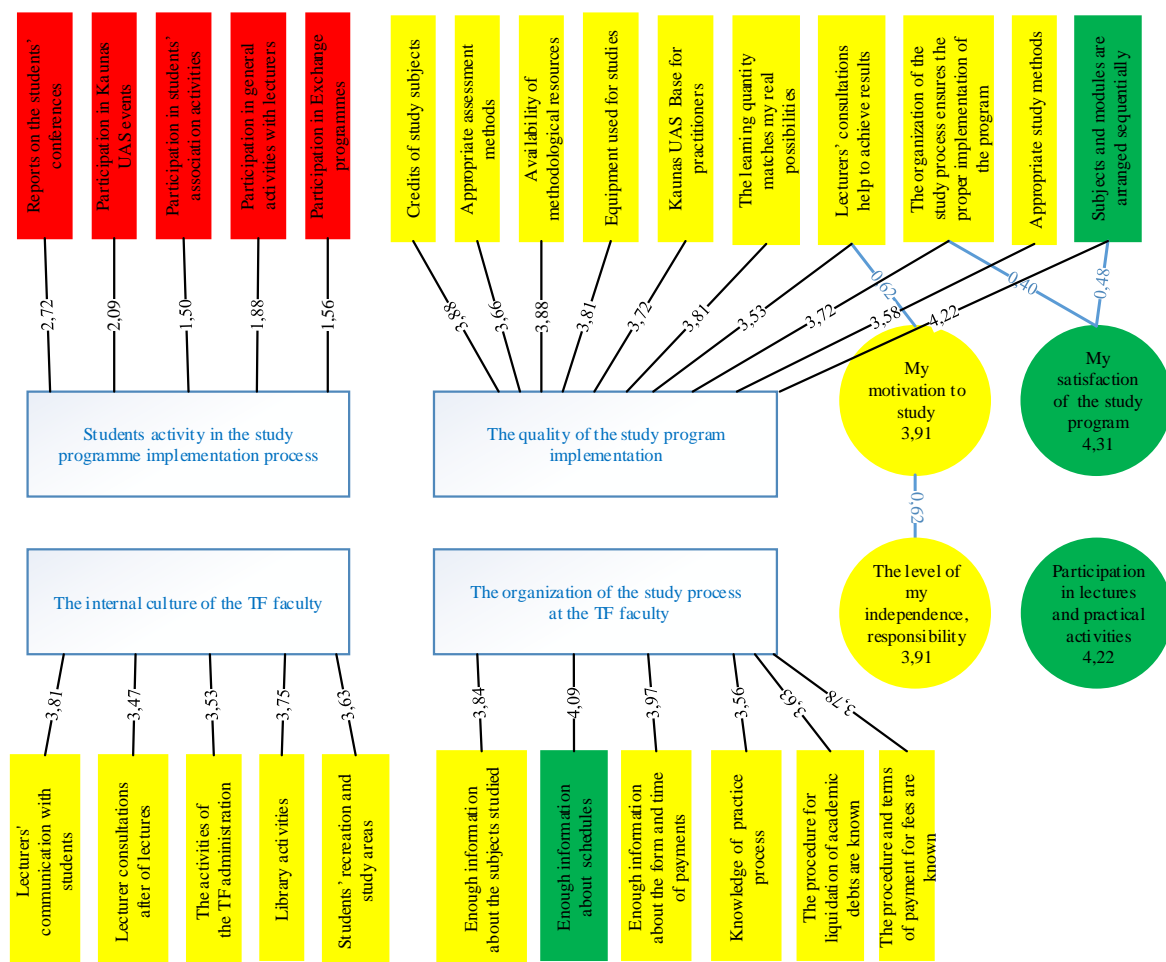 Reports on the students'
conferences
Participation in Kaunas
UAS events
Participation in students'
association activities
Participation in general
activities with lecturers
Participation in Exchange
programmes
Credits of study subjects
Appropriate assessment
methods
Availability of
methodological resources
Equipment used for studies
Kaunas UAS Base for
practitioners
The learning quantity
matches my real
possibilities
Lecturers' consultations
help to achieve results
The organization of the
study process ensures the
proper implementation of
the program
Appropriate study methods
Subjects and modules are
arranged sequentially
2,72
2,09
1,50
1,88
1,56
3,88
3,66
3,88
3,81
3,72
3,81
3,53
3,72
3,58
4,22
0,62
0,40
0,48
Students activity in the study
programme implementation process
The quality of the study program
implementation
My
motivation to
study
3,91
My
satisfaction
of the study
program
4,31
0,62
The internal culture of the TF faculty
The organization of the study process
at the TF faculty
The level of
my
independence,
responsibility
3,91
Participation
in lectures
and practical
activities
4,22
3,81
3,47
3,53
3,75
3,63
3,84
4,09
3,97
3,56
3,63
3,78
Lecturers'
communication with
students
Lecturer consultations
after of lectures
The activities of
the TF administration
Library activities
Students' recreation and
study areas
Enough information
about the subjects studied
Enough information
about schedules
Enough information
about the form and time
of payments
Knowledge of practice
process
The procedure for
liquidation of academic
debts are known
The procedure and terms
of payment for fees are
known